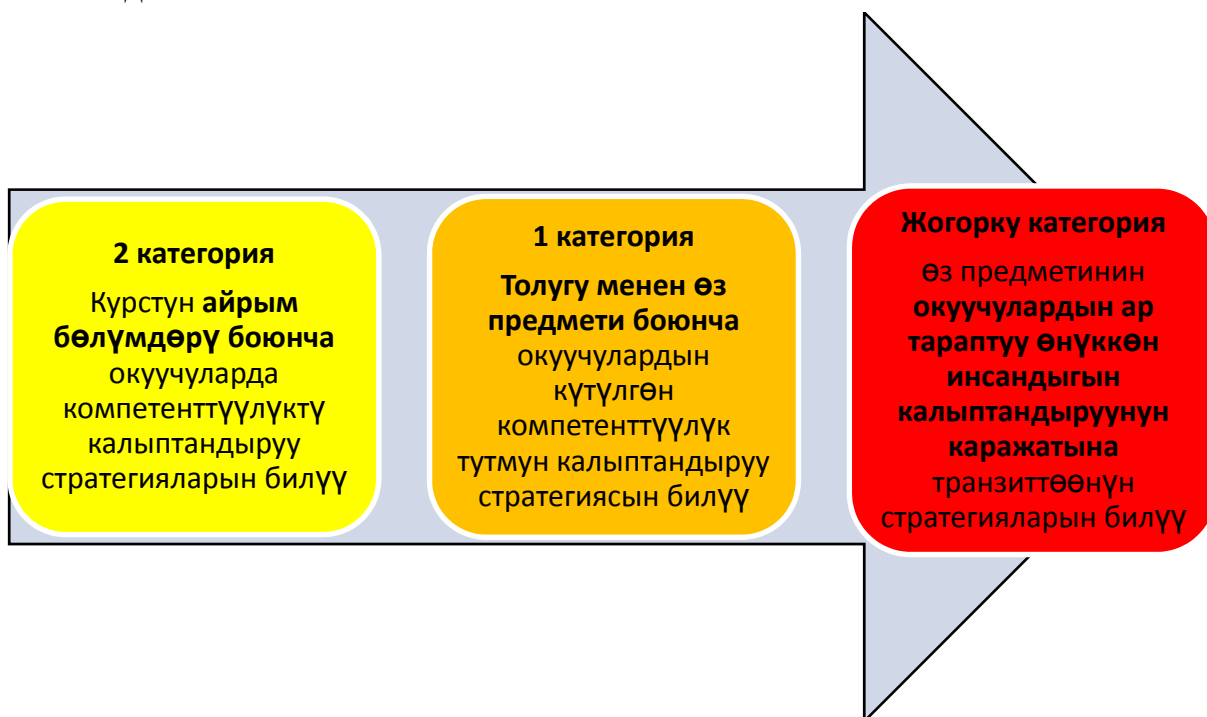 2 категория
Курстун айрым
бөлүмдөрү боюнча
окуучуларда
компетенттүүлүктү
калыптандыруу
стратегияларын билүү
1 категория
Толугу менен өз
предмети боюнча
окуучулардын
күтүлгөн
компетенттүүлүк
тутмун калыптандыруу
стратегиясын билүү
Жогорку категория
өз предметинин
окуучулардын ар
тараптуу өнүккөн
инсандыгын
калыптандыруунун
каражатына
транзиттөөнүн
стратегияларын билүү